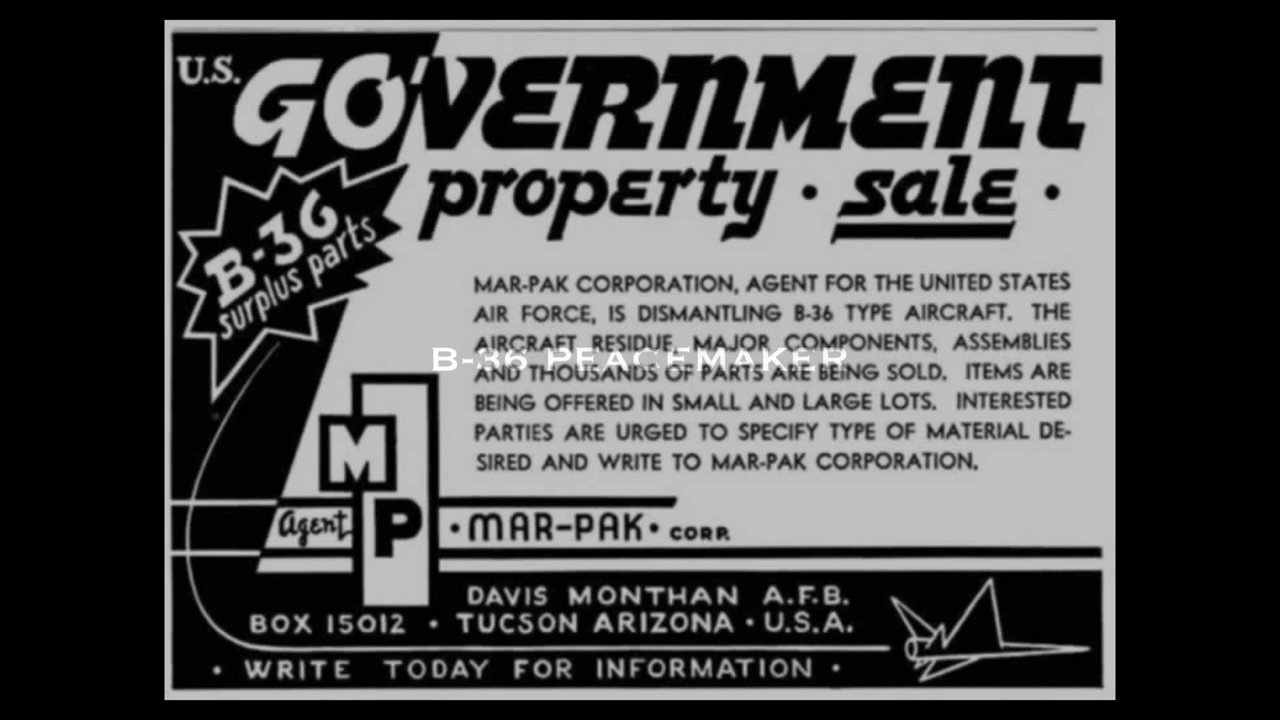 U.S. GOVERNMENT
property · sale ·
B-36
surplus parts
MAR-PAK CORPORATION, AGENT FOR THE UNITED STATES
AIR FORCE, IS DISMANTLING B-36 TYPE AIRCRAFT. THE
AIRCRAFT RESIDUE, MAJOR COMPONENTS, ASSEMBLIES
B-36 PEACEMAKER
AND THOUSANDS OF PARTS ARE BEING SOLD. ITEMS ARE
BEING OFFERED IN SMALL AND LARGE LOTS. INTERESTED
PARTIES ARE URGED TO SPECIFY TYPE OF MATERIAL DE-
SIRED AND WRITE TO MAR-PAK CORPORATION.
M
P
Agent
· MAR-PAK · CORP.
DAVIS MONTHAN A.F.B.
BOX 15012 · TUCSON ARIZONA · U.S.A.
· WRITE TODAY FOR INFORMATION ·